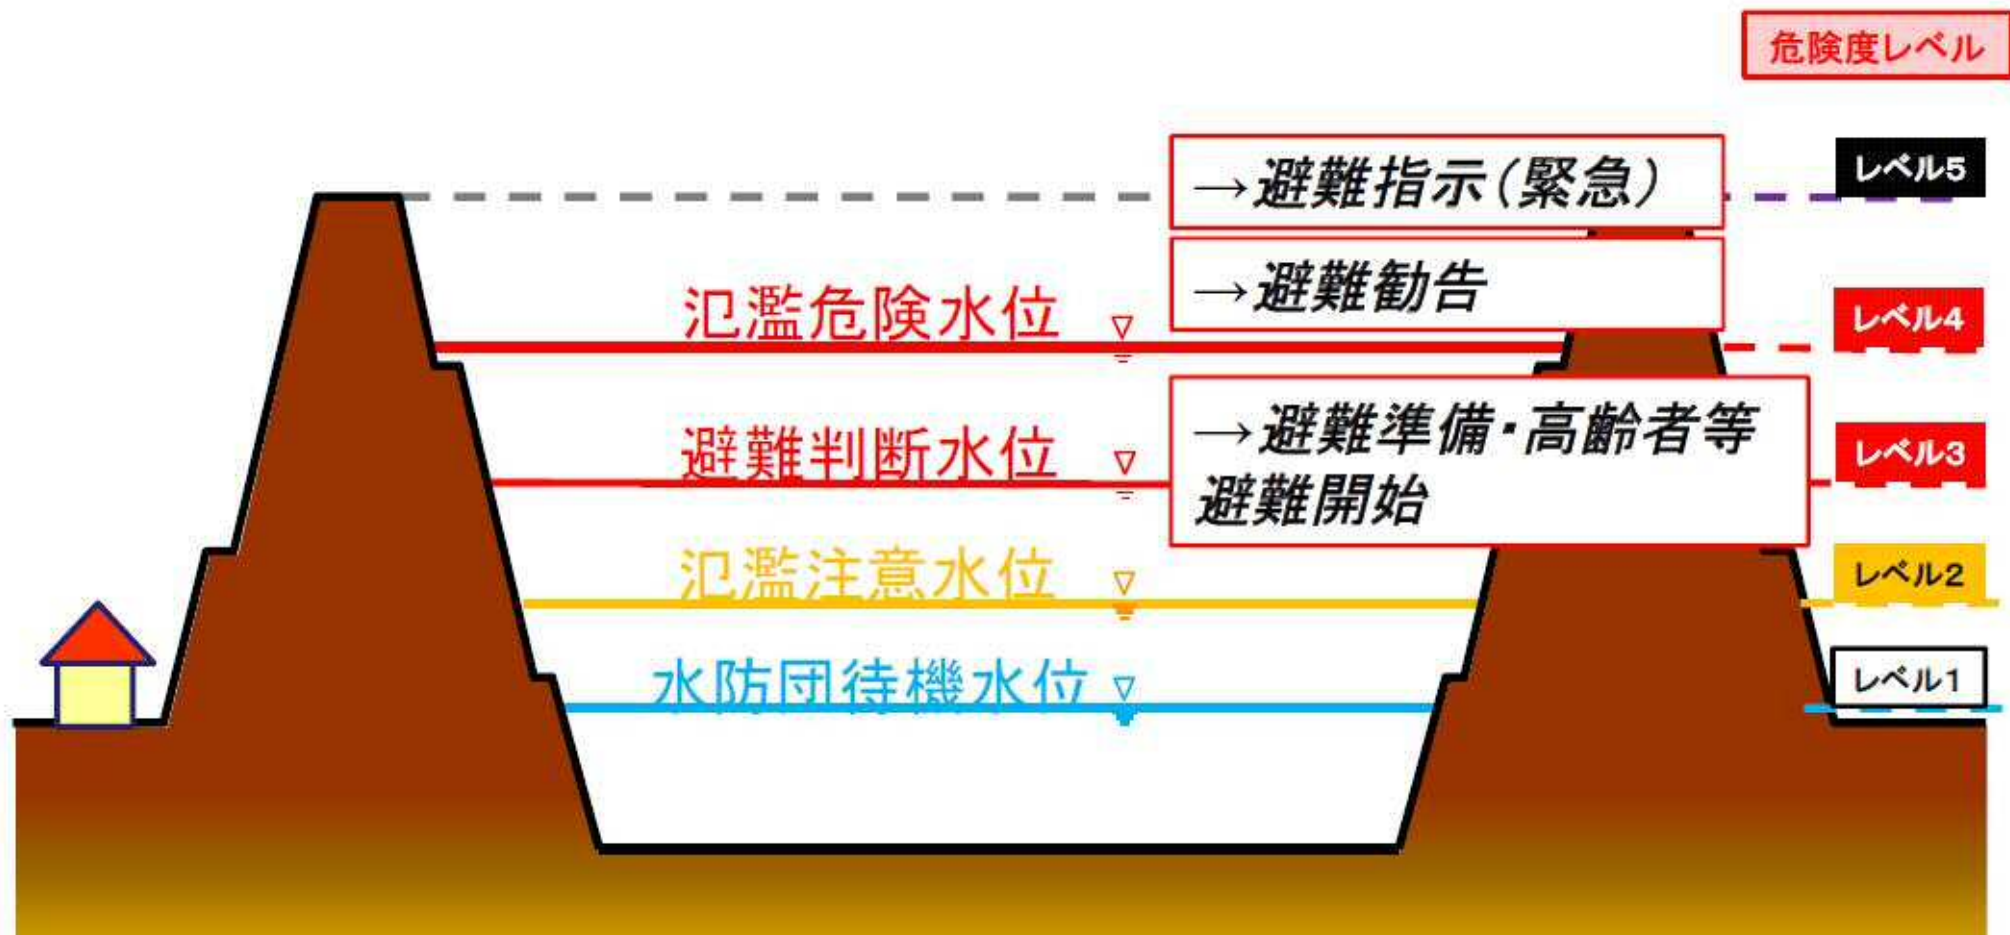 危険度レベル
→避難指示（緊急）
レベル5
→避難勧告
氾濫危険水位
レベル4
→避難準備・高齢者等
避難開始
避難判断水位
レベル3
氾濫注意水位
レベル2
水防団待機水位
レベル1